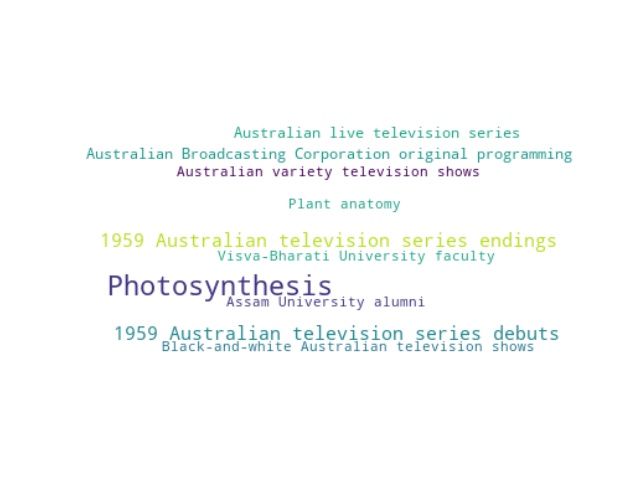 Australian live television series
Australian Broadcasting Corporation original programming
Australian variety television shows
Plant anatomy
1959 Australian television series endings
Visva-Bharati University faculty
Photosynthesis
Assam University alumni
1959 Australian television series debuts
Black-and-white Australian television shows